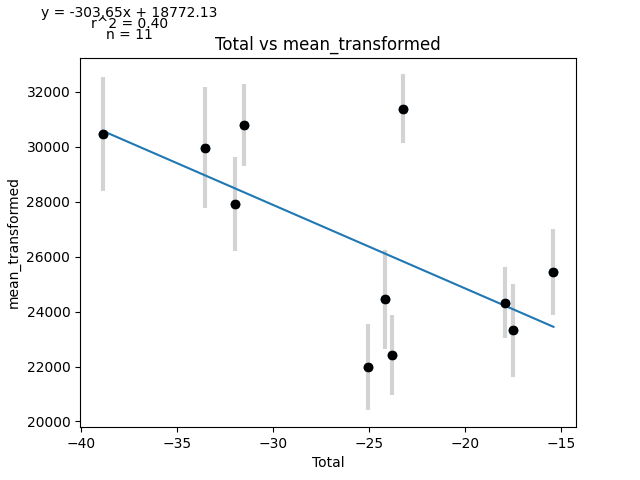 y = -303.65x + 18772.13
r^2 = 0.40
n = 11
Total vs mean_transformed
32000
30000
28000
26000
24000
22000
20000
mean_transformed
−40
−35
−30
−25
−20
−15
Total